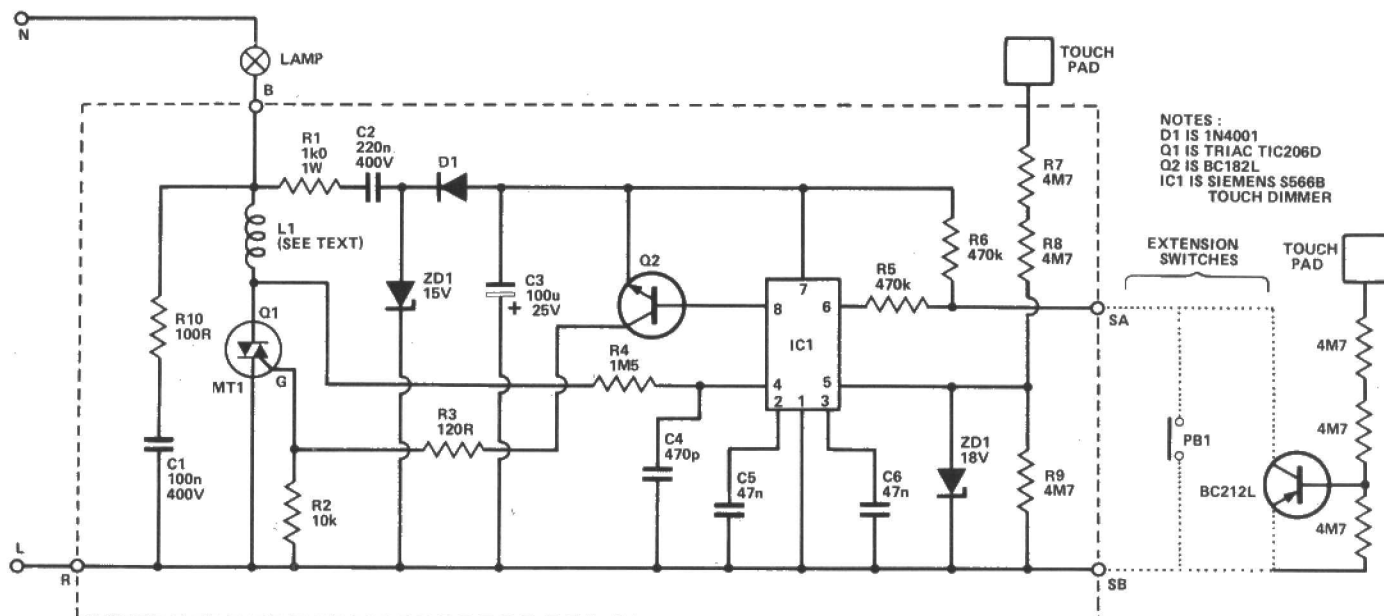 N
LAMP
B
R1
1k0
1W
C2
220n
400V
D1
TOUCH
PAD
NOTES :
D1 IS 1N4001
Q1 IS TRIAC TIC206D
Q2 IS BC182L
IC1 IS SIEMENS S566B
TOUCH DIMMER
R7
4M7
L1
(SEE TEXT)
R6
470k
R8
4M7
EXTENSION
SWITCHES
TOUCH
PAD
ZD1
15V
C3
100u
25V
+
Q2
R5
470k
7
8
6
IC1
SA
R10
100R
Q1
G
MT1
R4
1M5
4
5
2
1
3
4M7
R3
120R
C4
470p
C5
47n
C6
47n
ZD1
18V
R9
4M7
PB1
4M7
BC212L
C1
100n
400V
R2
10k
4M7
L
R
SB